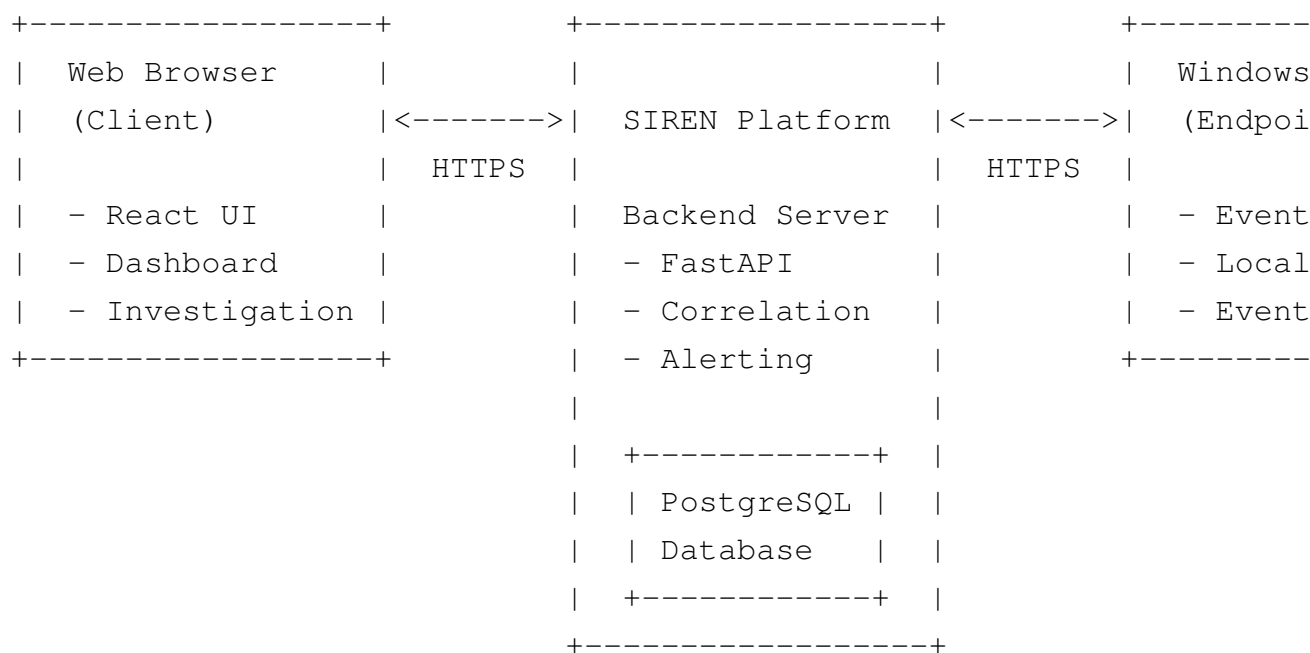 +------------------+         +------------------+         +---------
|  Web Browser     |         |                  |         |  Windows
|  (Client)        |<------->|  SIREN Platform  |<------->|  (Endpoi
|                  |  HTTPS  |                  |  HTTPS  |
|  - React UI      |         |  Backend Server  |         |  - Event
|  - Dashboard     |         |  - FastAPI       |         |  - Local
|  - Investigation |         |  - Correlation   |         |  - Event
+------------------+         |  - Alerting      |         +---------
                             |                  |
                             |  +------------+  |
                             |  | PostgreSQL |  |
                             |  | Database   |  |
                             |  +------------+  |
                             +------------------+